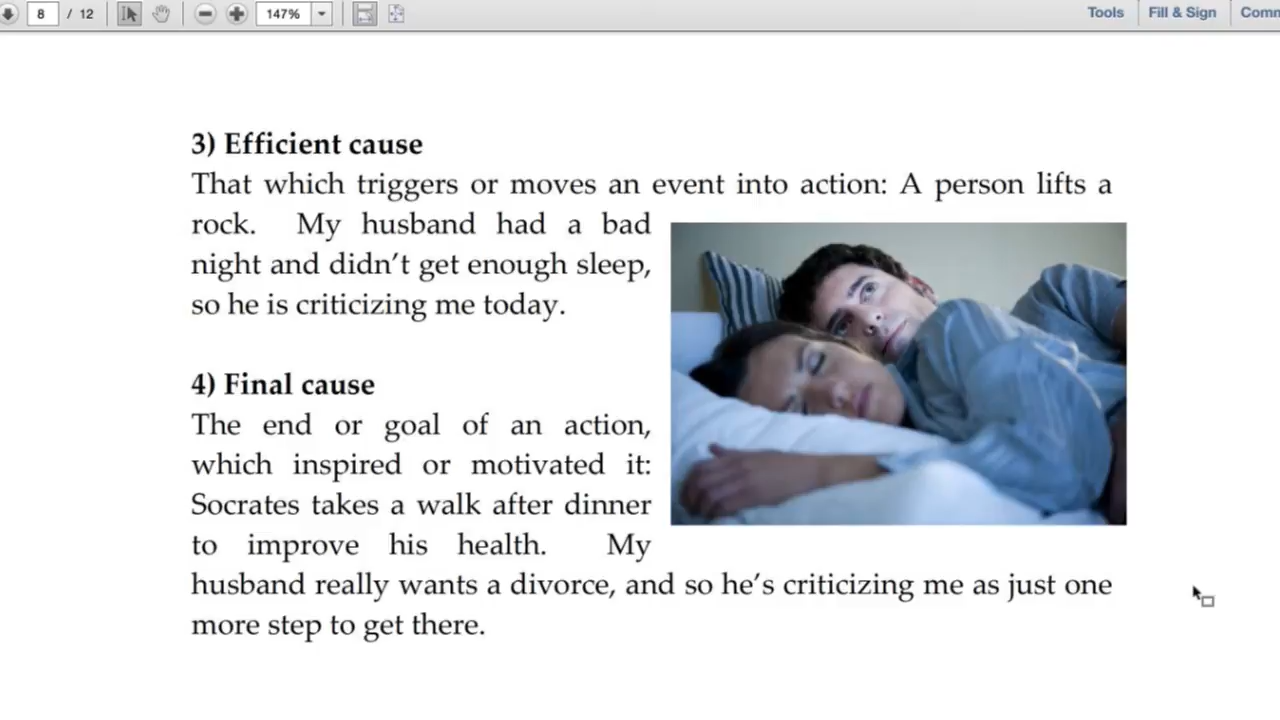 8 / 12 147% Tools Fill & Sign
3) Efficient cause
That which triggers or moves an event into action: A person lifts a
rock. My husband had a bad
night and didn’t get enough sleep,
so he is criticizing me today.
4) Final cause
The end or goal of an action,
which inspired or motivated it:
Socrates takes a walk after dinner
to improve his health. My
husband really wants a divorce, and so he’s criticizing me as just one
more step to get there.